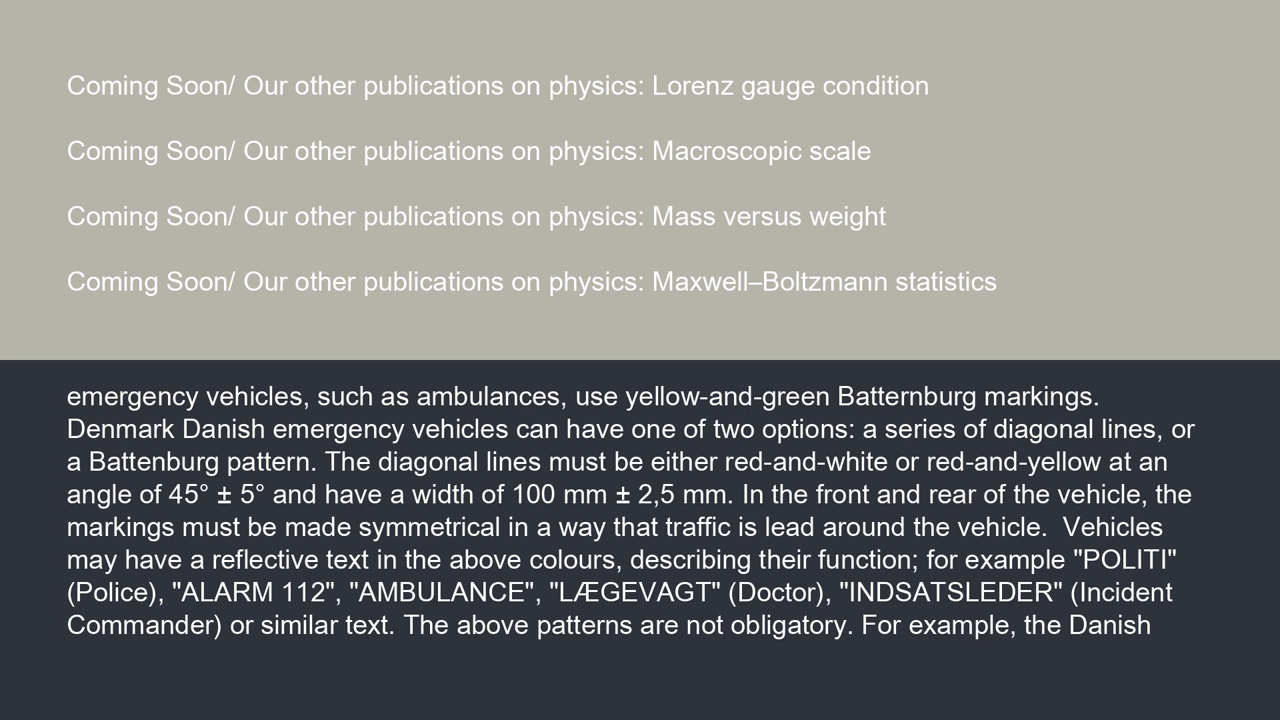 Coming Soon/ Our other publications on physics: Lorenz gauge condition
Coming Soon/ Our other publications on physics: Macroscopic scale
Coming Soon/ Our other publications on physics: Mass versus weight
Coming Soon/ Our other publications on physics: Maxwell–Boltzmann statistics
emergency vehicles, such as ambulances, use yellow-and-green Batternburg markings.
Denmark Danish emergency vehicles can have one of two options: a series of diagonal lines, or
a Battenburg pattern. The diagonal lines must be either red-and-white or red-and-yellow at an
angle of 45° ± 5° and have a width of 100 mm ± 2,5 mm. In the front and rear of the vehicle, the
markings must be made symmetrical in a way that traffic is lead around the vehicle.  Vehicles
may have a reflective text in the above colours, describing their function; for example "POLITI"
(Police), "ALARM 112", "AMBULANCE", "LÆGEVAGT" (Doctor), "INDSATSLEDER" (Incident
Commander) or similar text. The above patterns are not obligatory. For example, the Danish